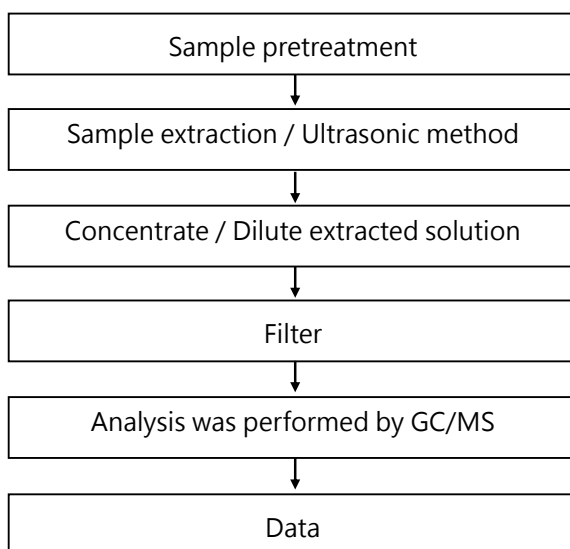 Sample pretreatment
Sample extraction / Ultrasonic method
Concentrate / Dilute extracted solution
Filter
Analysis was performed by GC/MS
Data